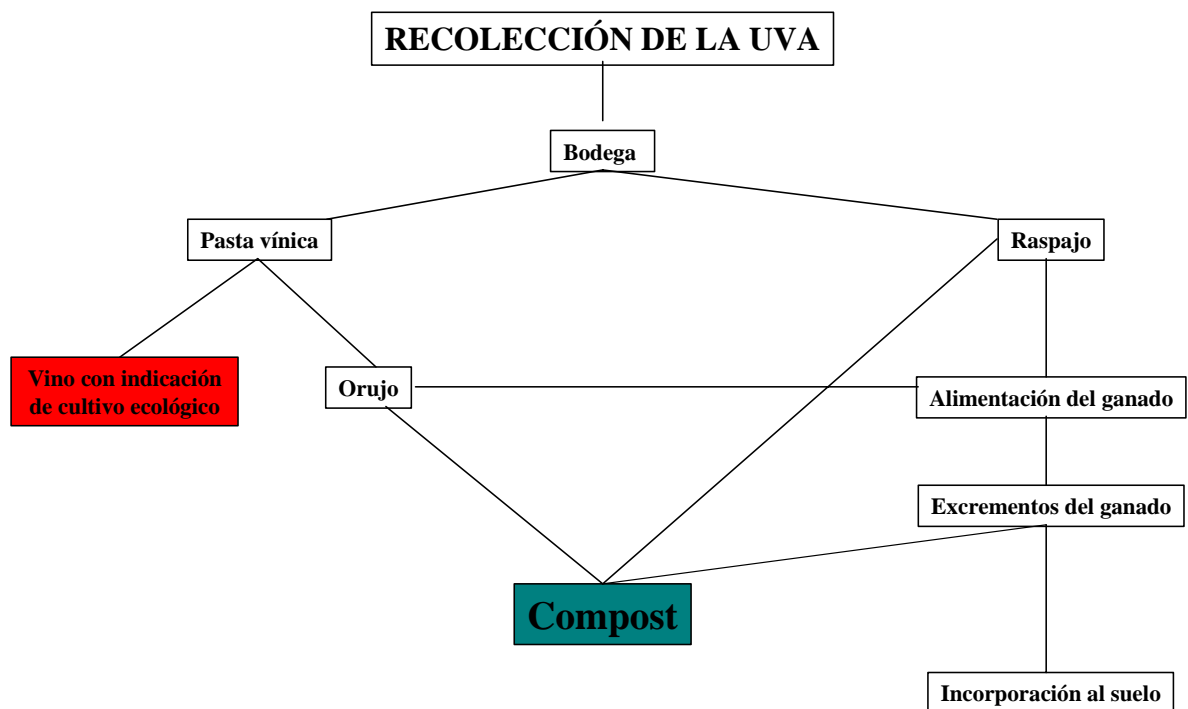 RECOLECCIÓN DE LA UVA
Bodega
Pasta vínica
Raspajo
Vino con indicación
de cultivo ecológico
Orujo
Alimentación del ganado
Excrementos del ganado
Compost
Incorporación al suelo